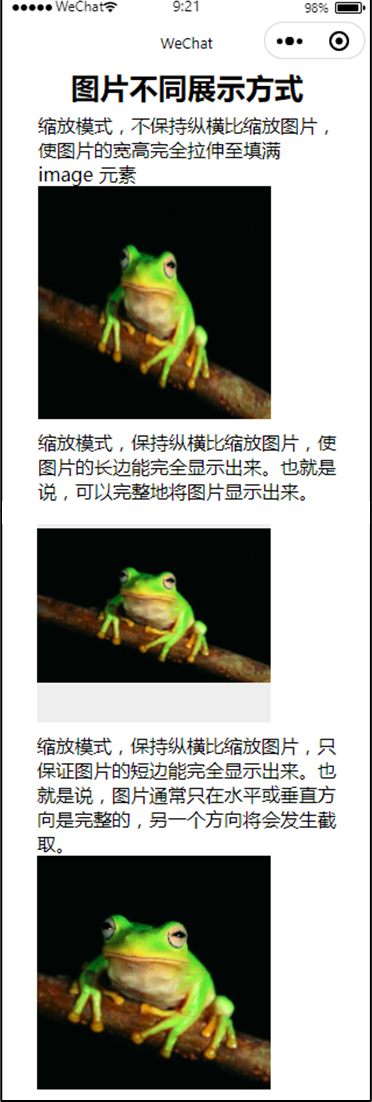 WeChat 9:21 98%
WeChat
图片不同展示方式
缩放模式，不保持纵横比缩放图片，
使图片的宽高完全拉伸至填满
image 元素
缩放模式，保持纵横比缩放图片，使
图片的长边能完全显示出来。也就是
说，可以完整地将图片显示出来。
缩放模式，保持纵横比缩放图片，只
保证图片的短边能完全显示出来。也
就是说，图片通常只在水平或垂直方
向是完整的，另一个方向将会发生截
取。